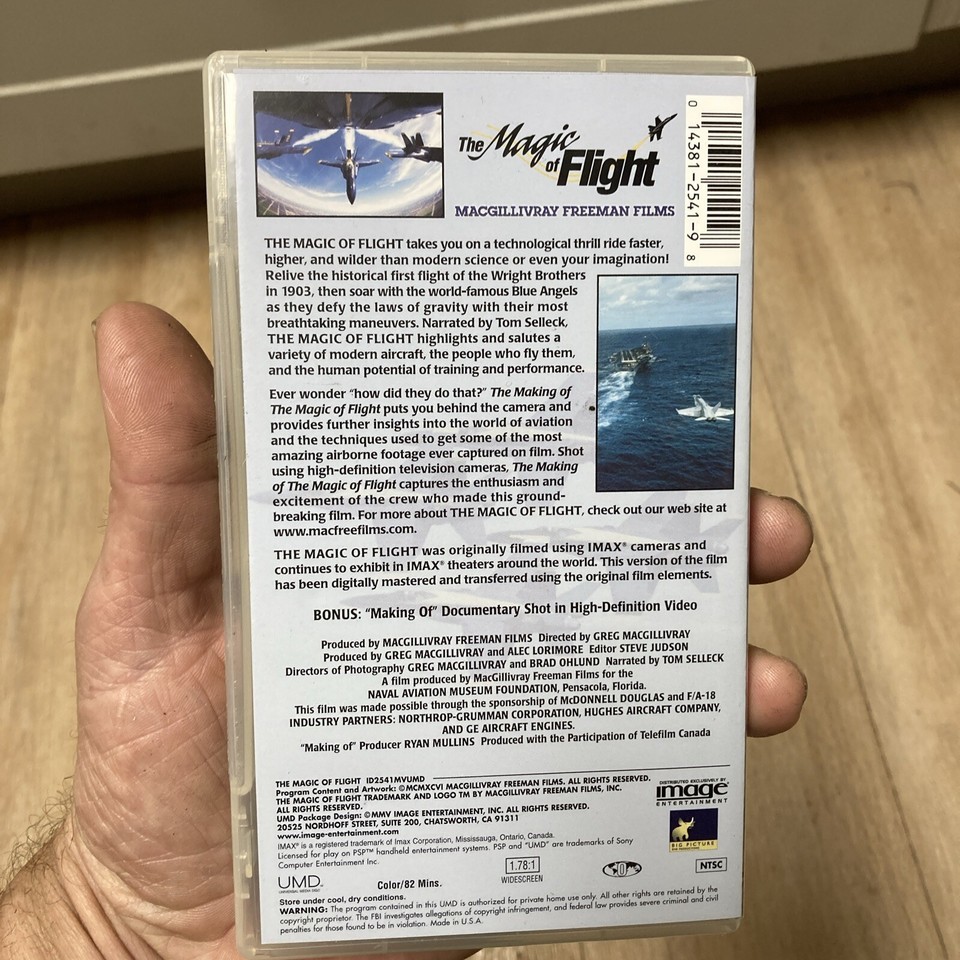 The Magic
of Flight
MACGILLIVRAY FREEMAN FILMS
0 14381-2541-9 8
THE MAGIC OF FLIGHT takes you on a technological thrill ride faster,
higher, and wilder than modern science or even your imagination!
Relive the historical first flight of the Wright Brothers
in 1903, then soar with the world-famous Blue Angels
as they defy the laws of gravity with their most
breathtaking maneuvers. Narrated by Tom Selleck,
THE MAGIC OF FLIGHT highlights and salutes a
variety of modern aircraft, the people who fly them,
and the human potential of training and performance.
Ever wonder "how did they do that?" The Making of
The Magic of Flight puts you behind the camera and
provides further insights into the world of aviation
and the techniques used to get some of the most
amazing airborne footage ever captured on film. Shot
using high-definition television cameras, The Making
of The Magic of Flight captures the enthusiasm and
excitement of the crew who made this ground-
breaking film. For more about THE MAGIC OF FLIGHT, check out our web site at
www.macfreefilms.com.
THE MAGIC OF FLIGHT was originally filmed using IMAX® cameras and
continues to exhibit in IMAX® theaters around the world. This version of the film
has been digitally mastered and transferred using the original film elements.
BONUS: "Making Of" Documentary Shot in High-Definition Video
Produced by MACGILLIVRAY FREEMAN FILMS Directed by GREG MACGILLIVRAY
Produced by GREG MACGILLIVRAY and ALEC LORIMORE Editor STEVE JUDSON
Directors of Photography GREG MACGILLIVRAY and BRAD OHLUND Narrated by TOM SELLECK
A film produced by MacGillivray Freeman Films for the
NAVAL AVIATION MUSEUM FOUNDATION, Pensacola, Florida.
This film was made possible through the sponsorship of McDONNELL DOUGLAS and F/A-18
INDUSTRY PARTNERS: NORTHROP-GRUMMAN CORPORATION, HUGHES AIRCRAFT COMPANY,
AND GE AIRCRAFT ENGINES.
"Making of" Producer RYAN MULLINS Produced with the Participation of Telefilm Canada
THE MAGIC OF FLIGHT ID2541MVUMD
Program Content and Artwork: ©MCMXCVI MACGILLIVRAY FREEMAN FILMS. ALL RIGHTS RESERVED.
THE MAGIC OF FLIGHT TRADEMARK AND LOGO TM BY MACGILLIVRAY FREEMAN FILMS, INC.
ALL RIGHTS RESERVED.
UMD Package Design: ©MMV IMAGE ENTERTAINMENT, INC. ALL RIGHTS RESERVED.
20525 NORDHOFF STREET, SUITE 200, CHATSWORTH, CA 91311
www.image-entertainment.com
IMAX® is a registered trademark of Imax Corporation, Mississauga, Ontario, Canada.
Licensed for play on PSP™ handheld entertainment systems. PSP and "UMD" are trademarks of Sony
Computer Entertainment Inc.
DISTRIBUTED EXCLUSIVELY BY
image
ENTERTAINMENT
BIG PICTURE
UMD
UNIVERSAL MEDIA DISC
Color/82 Mins.
1.78:1
WIDESCREEN
0
NTSC
Store under cool, dry conditions.
WARNING: The program contained in this UMD is authorized for private home use only. All other rights are retained by the
copyright proprietor. The FBI investigates allegations of copyright infringement, and federal law provides severe criminal and civil
penalties for those found to be in violation. Made in U.S.A.